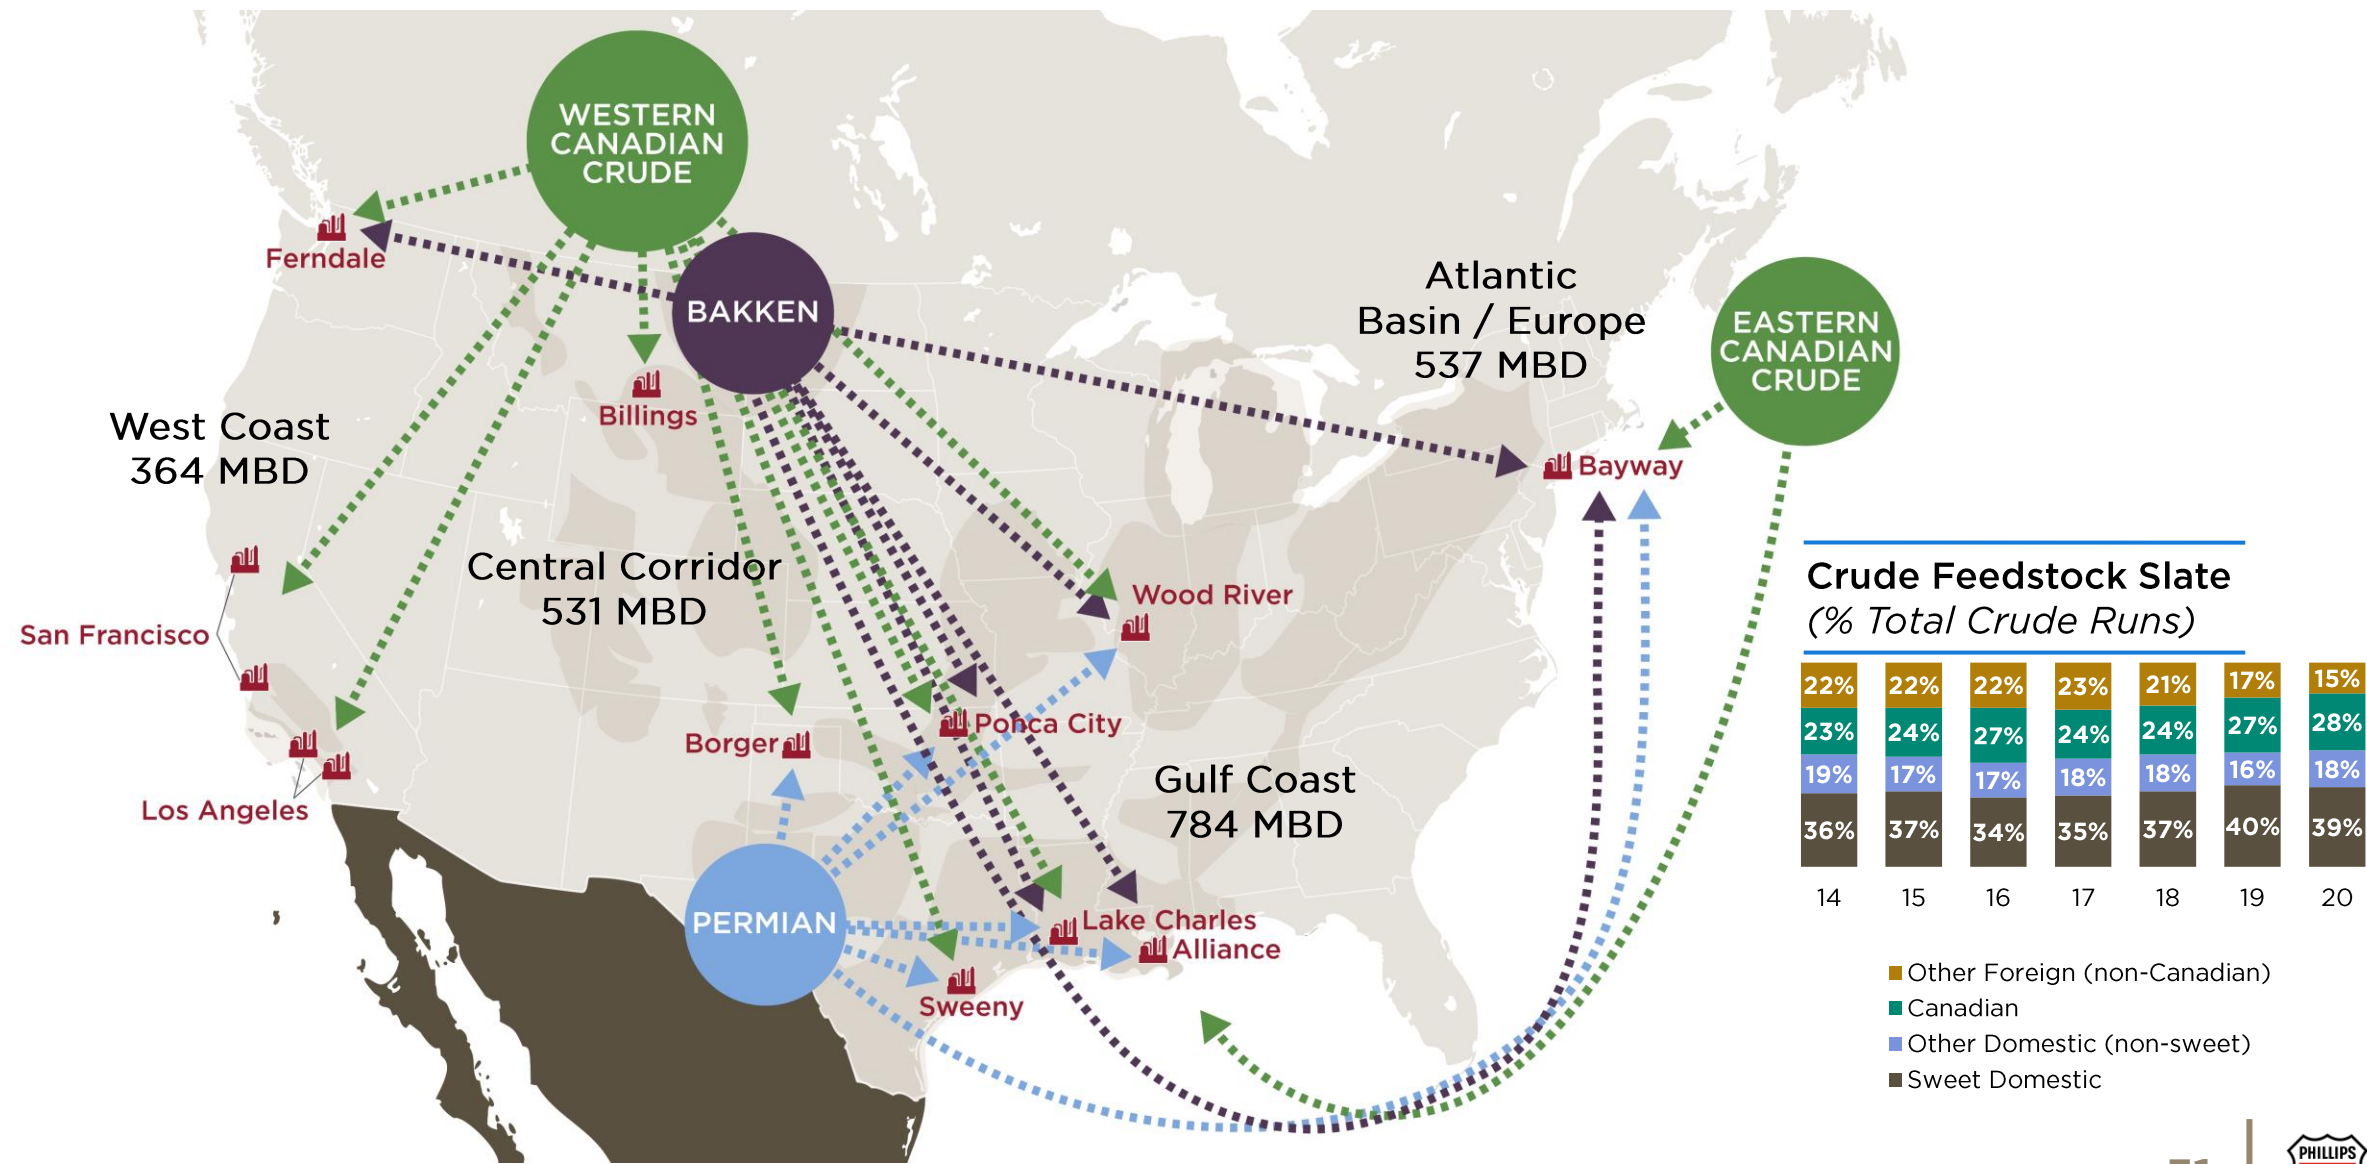 WESTERN
CANADIAN
CRUDE
Ferndale
BAKKEN
Atlantic
Basin / Europe
537 MBD
EASTERN
CANADIAN
CRUDE
Billings
West Coast
364 MBD
Bayway
Central Corridor
531 MBD
Wood River
San Francisco
Ponca City
Borger
Los Angeles
Gulf Coast
784 MBD
PERMIAN
Lake Charles
Alliance
Sweeny
Crude Feedstock Slate
(% Total Crude Runs)
22% 22% 22% 23% 21% 17% 15%
23% 24% 27% 24% 24% 27% 28%
19% 17% 17% 18% 18% 16% 18%
36% 37% 34% 35% 37% 40% 39%
14 15 16 17 18 19 20
Other Foreign (non-Canadian)
Canadian
Other Domestic (non-sweet)
Sweet Domestic
PHILLIPS